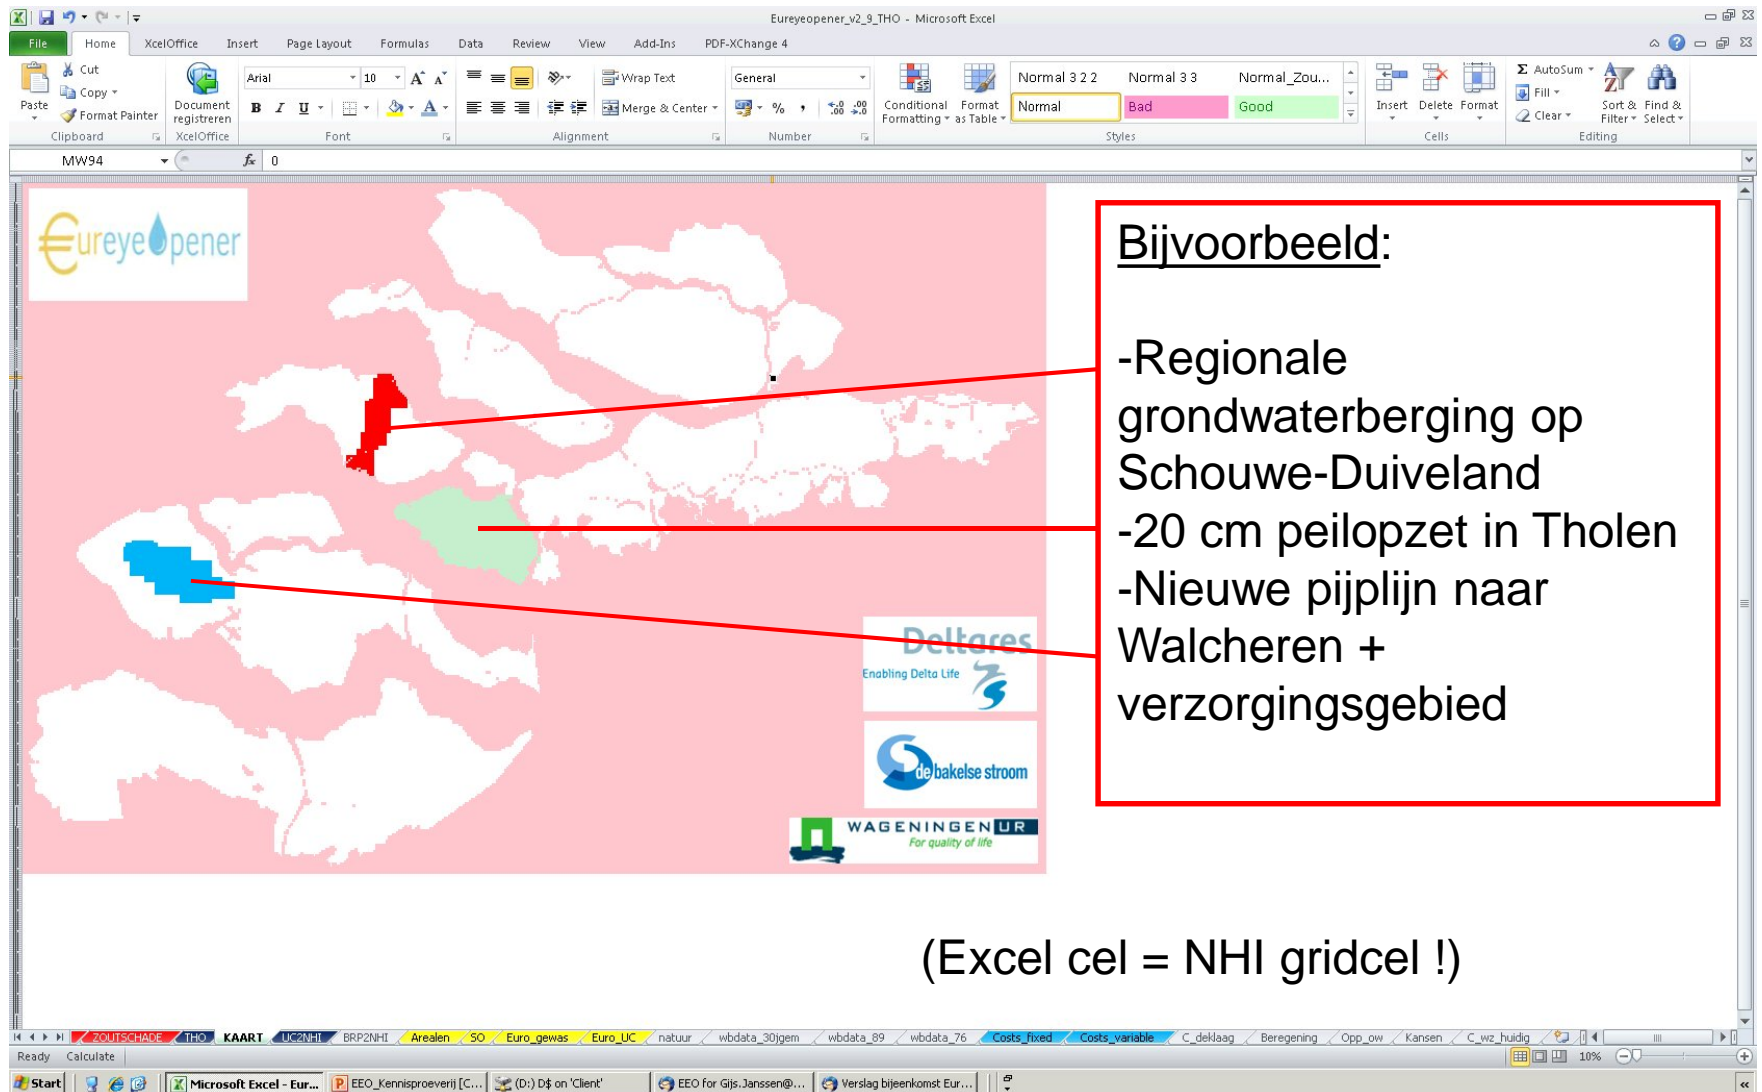 Eureyeopener_v2_9_THO - Microsoft Excel
File Home XcelOffice Insert Page Layout Formulas Data Review View Add-Ins PDF-XChange 4
Paste
Cut
Copy
Format Painter
Clipboard
Document registreren
XcelOffice
Arial 10
B I U
Font
Wrap Text
Merge & Center
Alignment
General
% ,
Number
Conditional Formatting
Format as Table
Normal 3 2 2 Normal 3 3 Normal_Zou...
Normal Bad Good
Styles
Insert Delete Format
Cells
Σ AutoSum
Fill
Clear
Sort & Filter
Find & Select
Editing
MW94 fx 0
€ureyeopener
Bijvoorbeeld:
-Regionale
grondwaterberging op
Schouwe-Duiveland
-20 cm peilopzet in Tholen
-Nieuwe pijplijn naar
Walcheren +
verzorgingsgebied
Deltares
Enabling Delta Life
de bakelse stroom
WAGENINGEN UR
For quality of life
(Excel cel = NHI gridcel !)
ZOUTSCHADE THO KAART UC2NHI BRP2NHI Arealen SO Euro_gewas Euro_UC natuur wbdata_30jgem wbdata_89 wbdata_76 Costs_fixed Costs_variable C_deklaag Beregening Opp_ow Kansen C_wz_huidig
Ready Calculate 10%
Start Microsoft Excel - Eur... EEO_Kennisproeverij [C... (D:) D$ on 'Client' EEO for Gijs.Janssen@... Verslag bijeenkomst Eur...